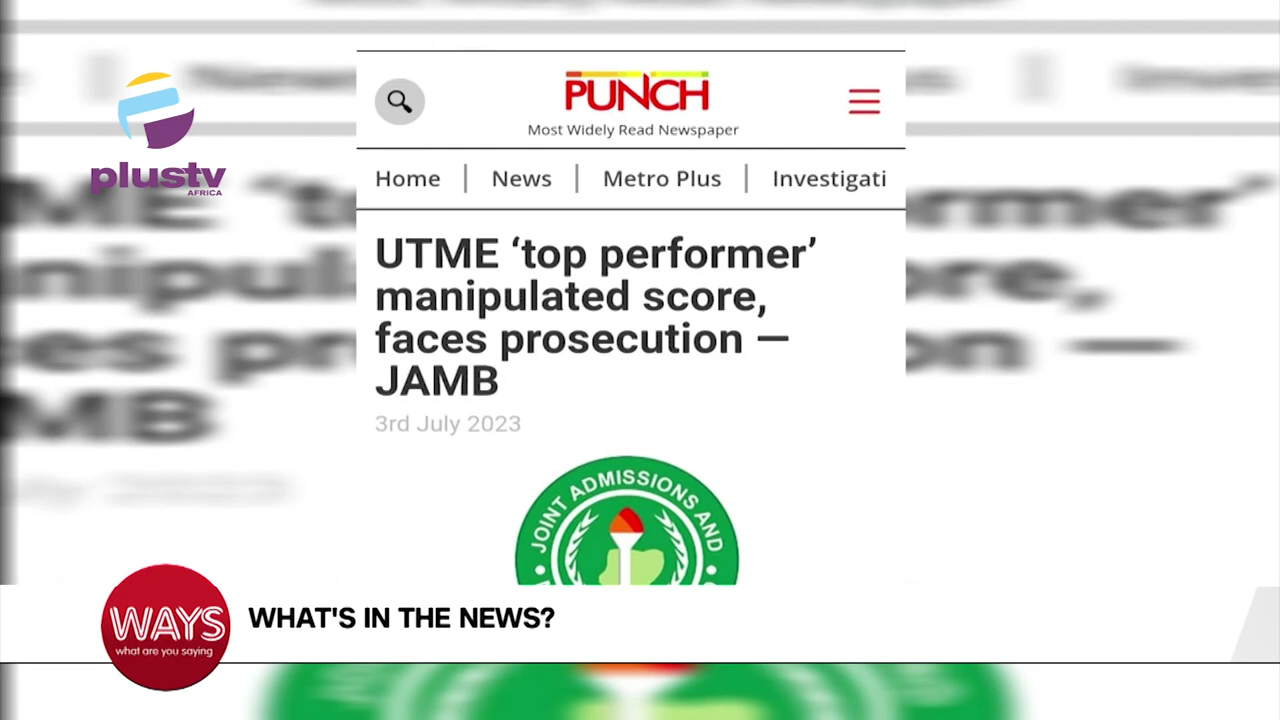 PUNCH
Most Widely Read Newspaper
plustv
AFRICA
Home | News | Metro Plus | Investigati
UTME ‘top performer’
manipulated score,
faces prosecution —
JAMB
3rd July 2023
JOINT ADMISSIONS AND
WAYS
what are you saying
WHAT'S IN THE NEWS?